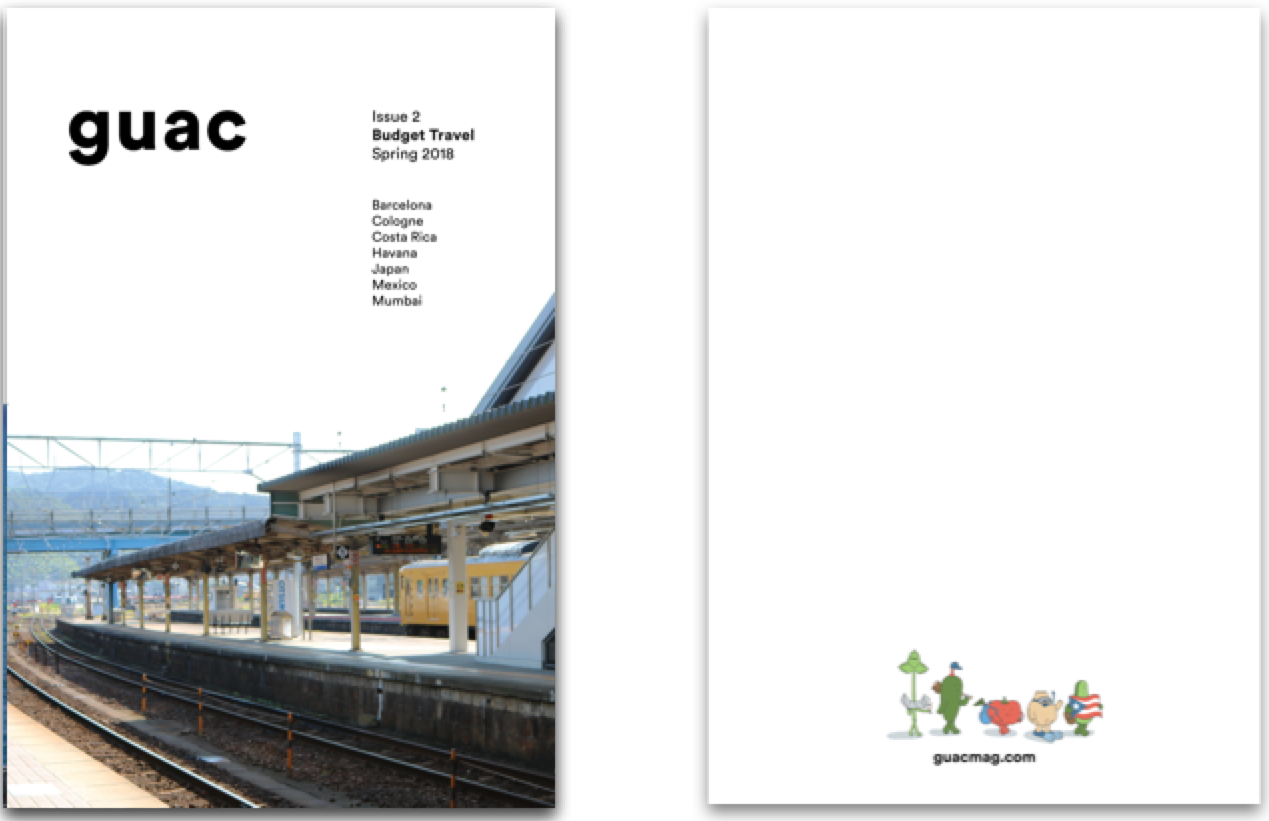 guac
Issue 2
Budget Travel
Spring 2018
Barcelona
Cologne
Costa Rica
Havana
Japan
Mexico
Mumbai
guacmag.com